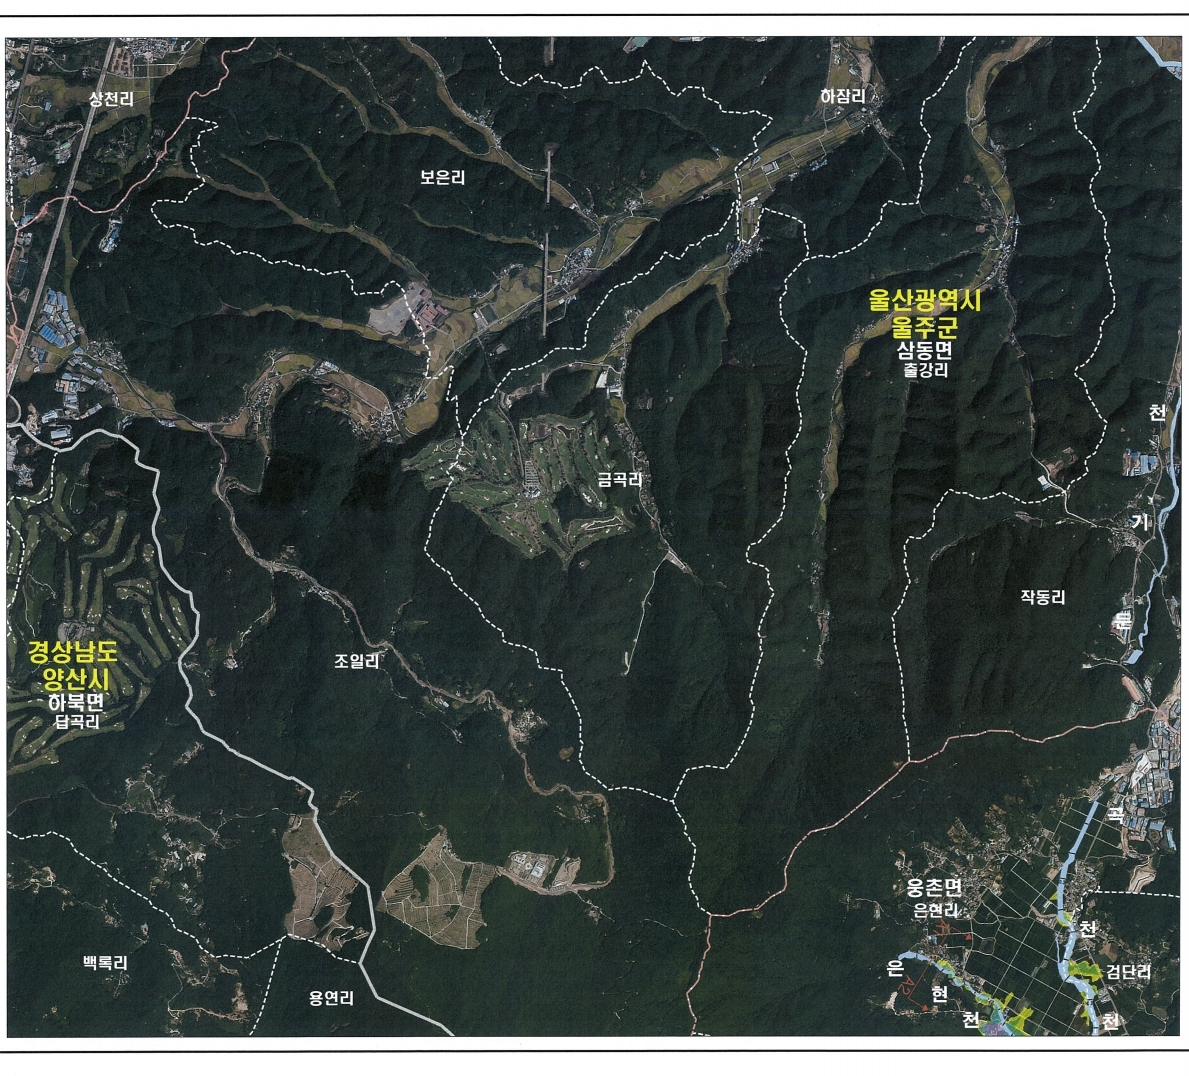 상천리
하잠리
보은리
울산광역시
울주군
삼동면
출강리
천
금곡리
기
작동리
문
경상남도
양산시
하북면
답곡리
조일리
곡
웅촌면
은현리
천
백록리
은
검단리
용연리
현
천
천